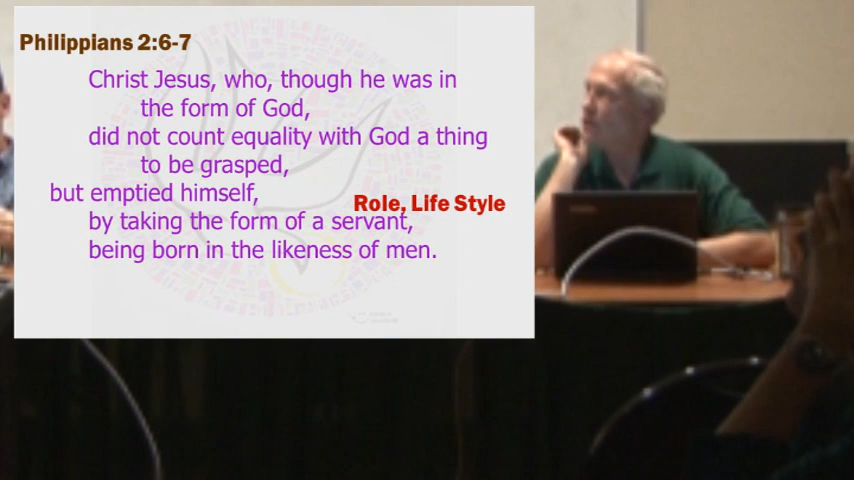 Philippians 2:6-7
Christ Jesus, who, though he was in
the form of God,
did not count equality with God a thing
to be grasped,
but emptied himself,
Role, Life Style
by taking the form of a servant,
being born in the likeness of men.